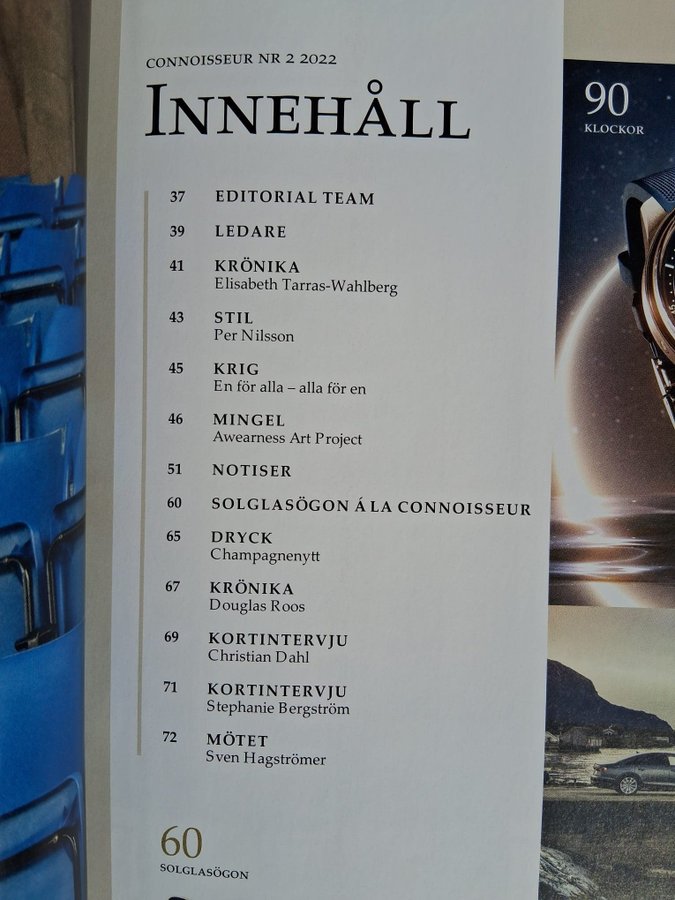 CONNOISSEUR NR 2 2022
INNEHÅLL
37 EDITORIAL TEAM
39 LEDARE
41 KRÖNIKA
Elisabeth Tarras-Wahlberg
43 STIL
Per Nilsson
45 KRIG
En för alla – alla för en
46 MINGEL
Awearness Art Project
51 NOTISER
60 SOLGLASÖGON Á LA CONNOISSEUR
65 DRYCK
Champagnenytt
67 KRÖNIKA
Douglas Roos
69 KORTINTERVJU
Christian Dahl
71 KORTINTERVJU
Stephanie Bergström
72 MÖTET
Sven Hagströmer
60
SOLGLASÖGON
90
KLOCKOR